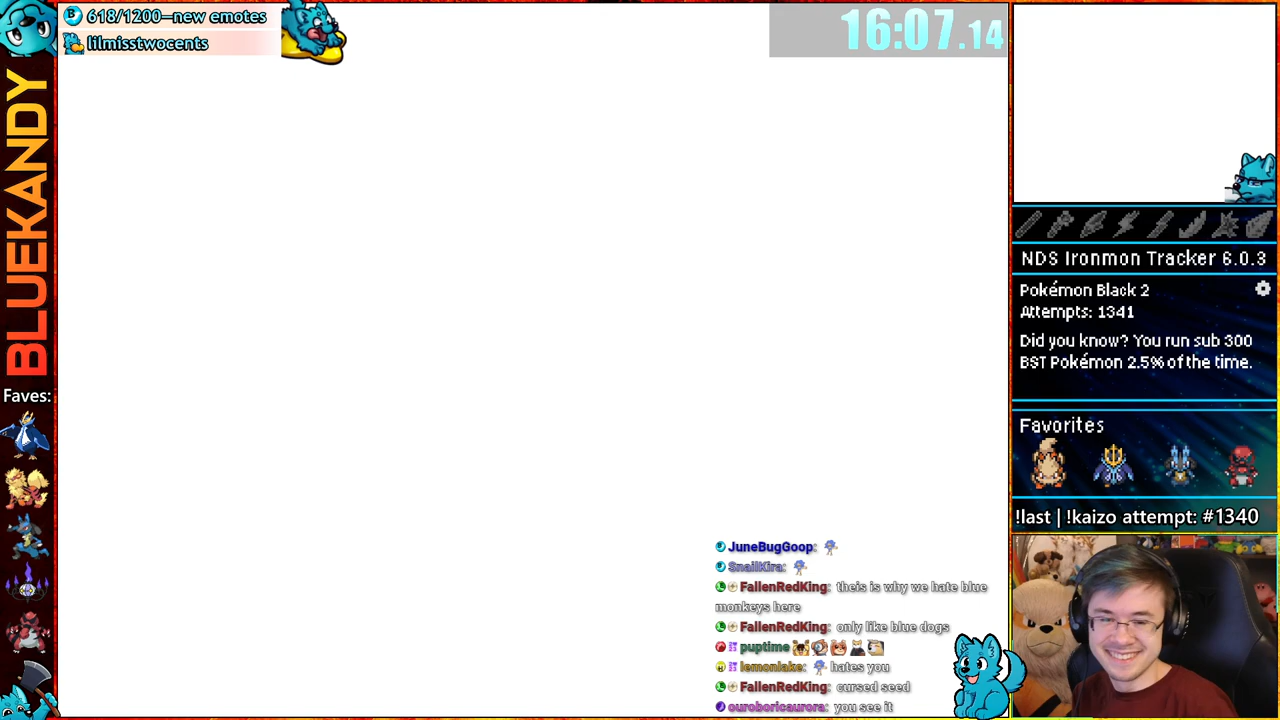 618/1200—new emotes
lilmisstwocents
16:07.14
BLUEKANDY
Faves:
NDS Ironmon Tracker 6.0.3
Pokémon Black 2
Attempts: 1341
Did you know? You run sub 300
BST Pokémon 2.5% of the time.
Favorites
!last | !kaizo attempt: #1340
JuneBugGoop:
SnailKira:
FallenRedKing: theis is why we hate blue
monkeys here
FallenRedKing: only like blue dogs
puptime
lemonlake: hates you
FallenRedKing: cursed seed
ouroboricaurora: you see it